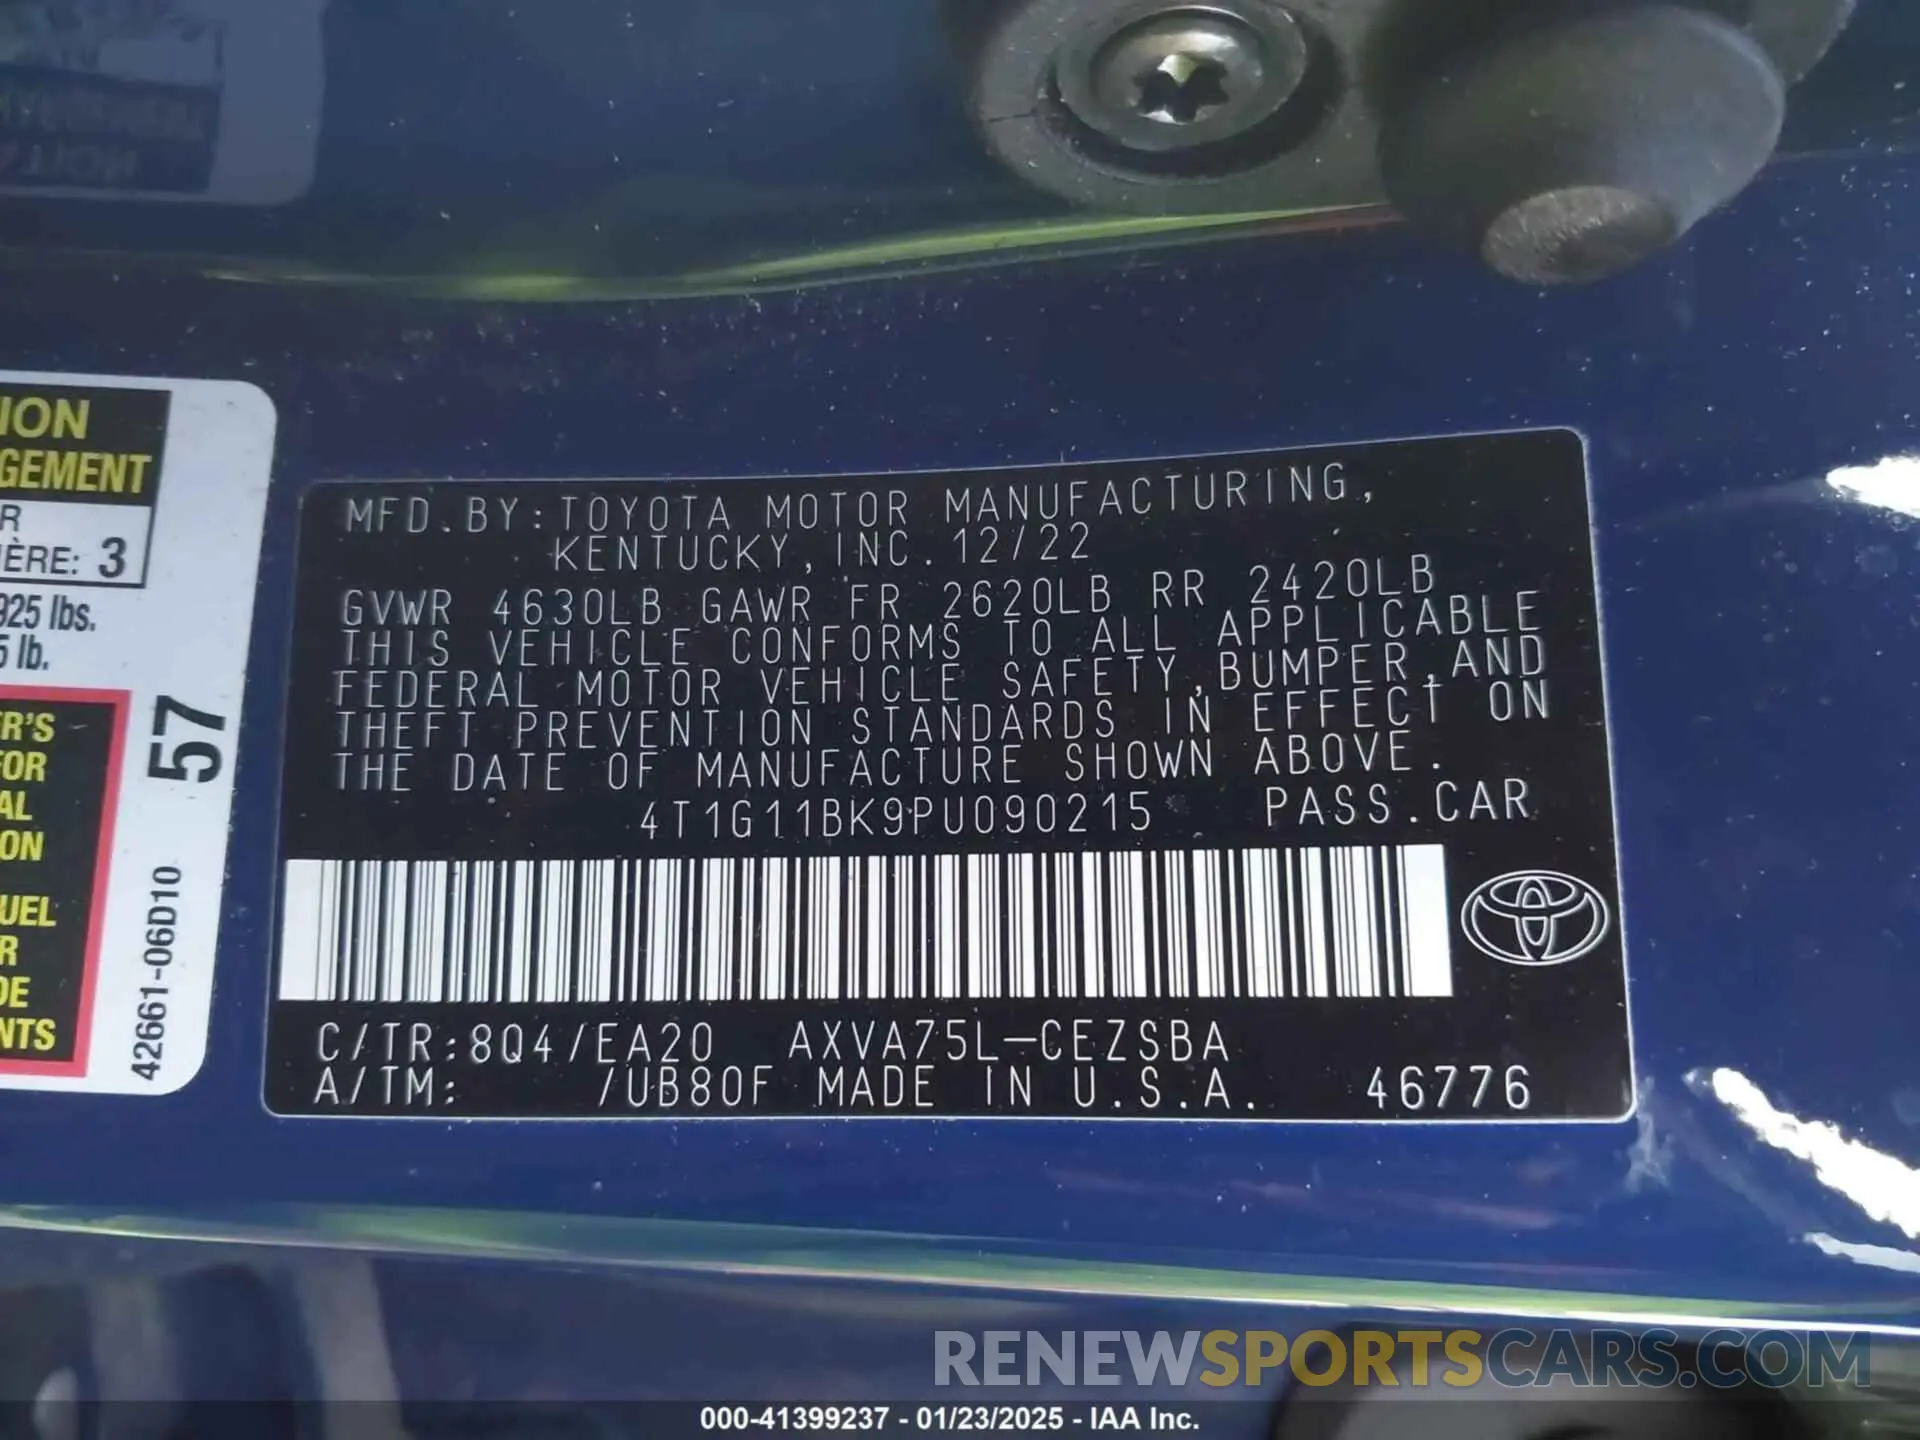 ION
GEMENT
R
IÈRE: 3
925 lbs.
5 lb.
ER'S
FOR
AL
ON
UEL
R
DE
NTS
57
42661-06D10
MFD.BY:TOYOTA MOTOR MANUFACTURING,
KENTUCKY,INC.12/22
GVWR 4630LB GAWR FR 2620LB RR 2420LB
THIS VEHICLE CONFORMS TO ALL APPLICABLE
FEDERAL MOTOR VEHICLE SAFETY,BUMPER,AND
THEFT PREVENTION STANDARDS IN EFFECT ON
THE DATE OF MANUFACTURE SHOWN ABOVE.
4T1G11BK9PU090215 PASS.CAR
C/TR:8Q4/EA20 AXVA75L-CEZSBA
A/TM: /UB80F MADE IN U.S.A. 46776
RENEWSPORTSCARS.COM
000-41399237 - 01/23/2025 - IAA Inc.